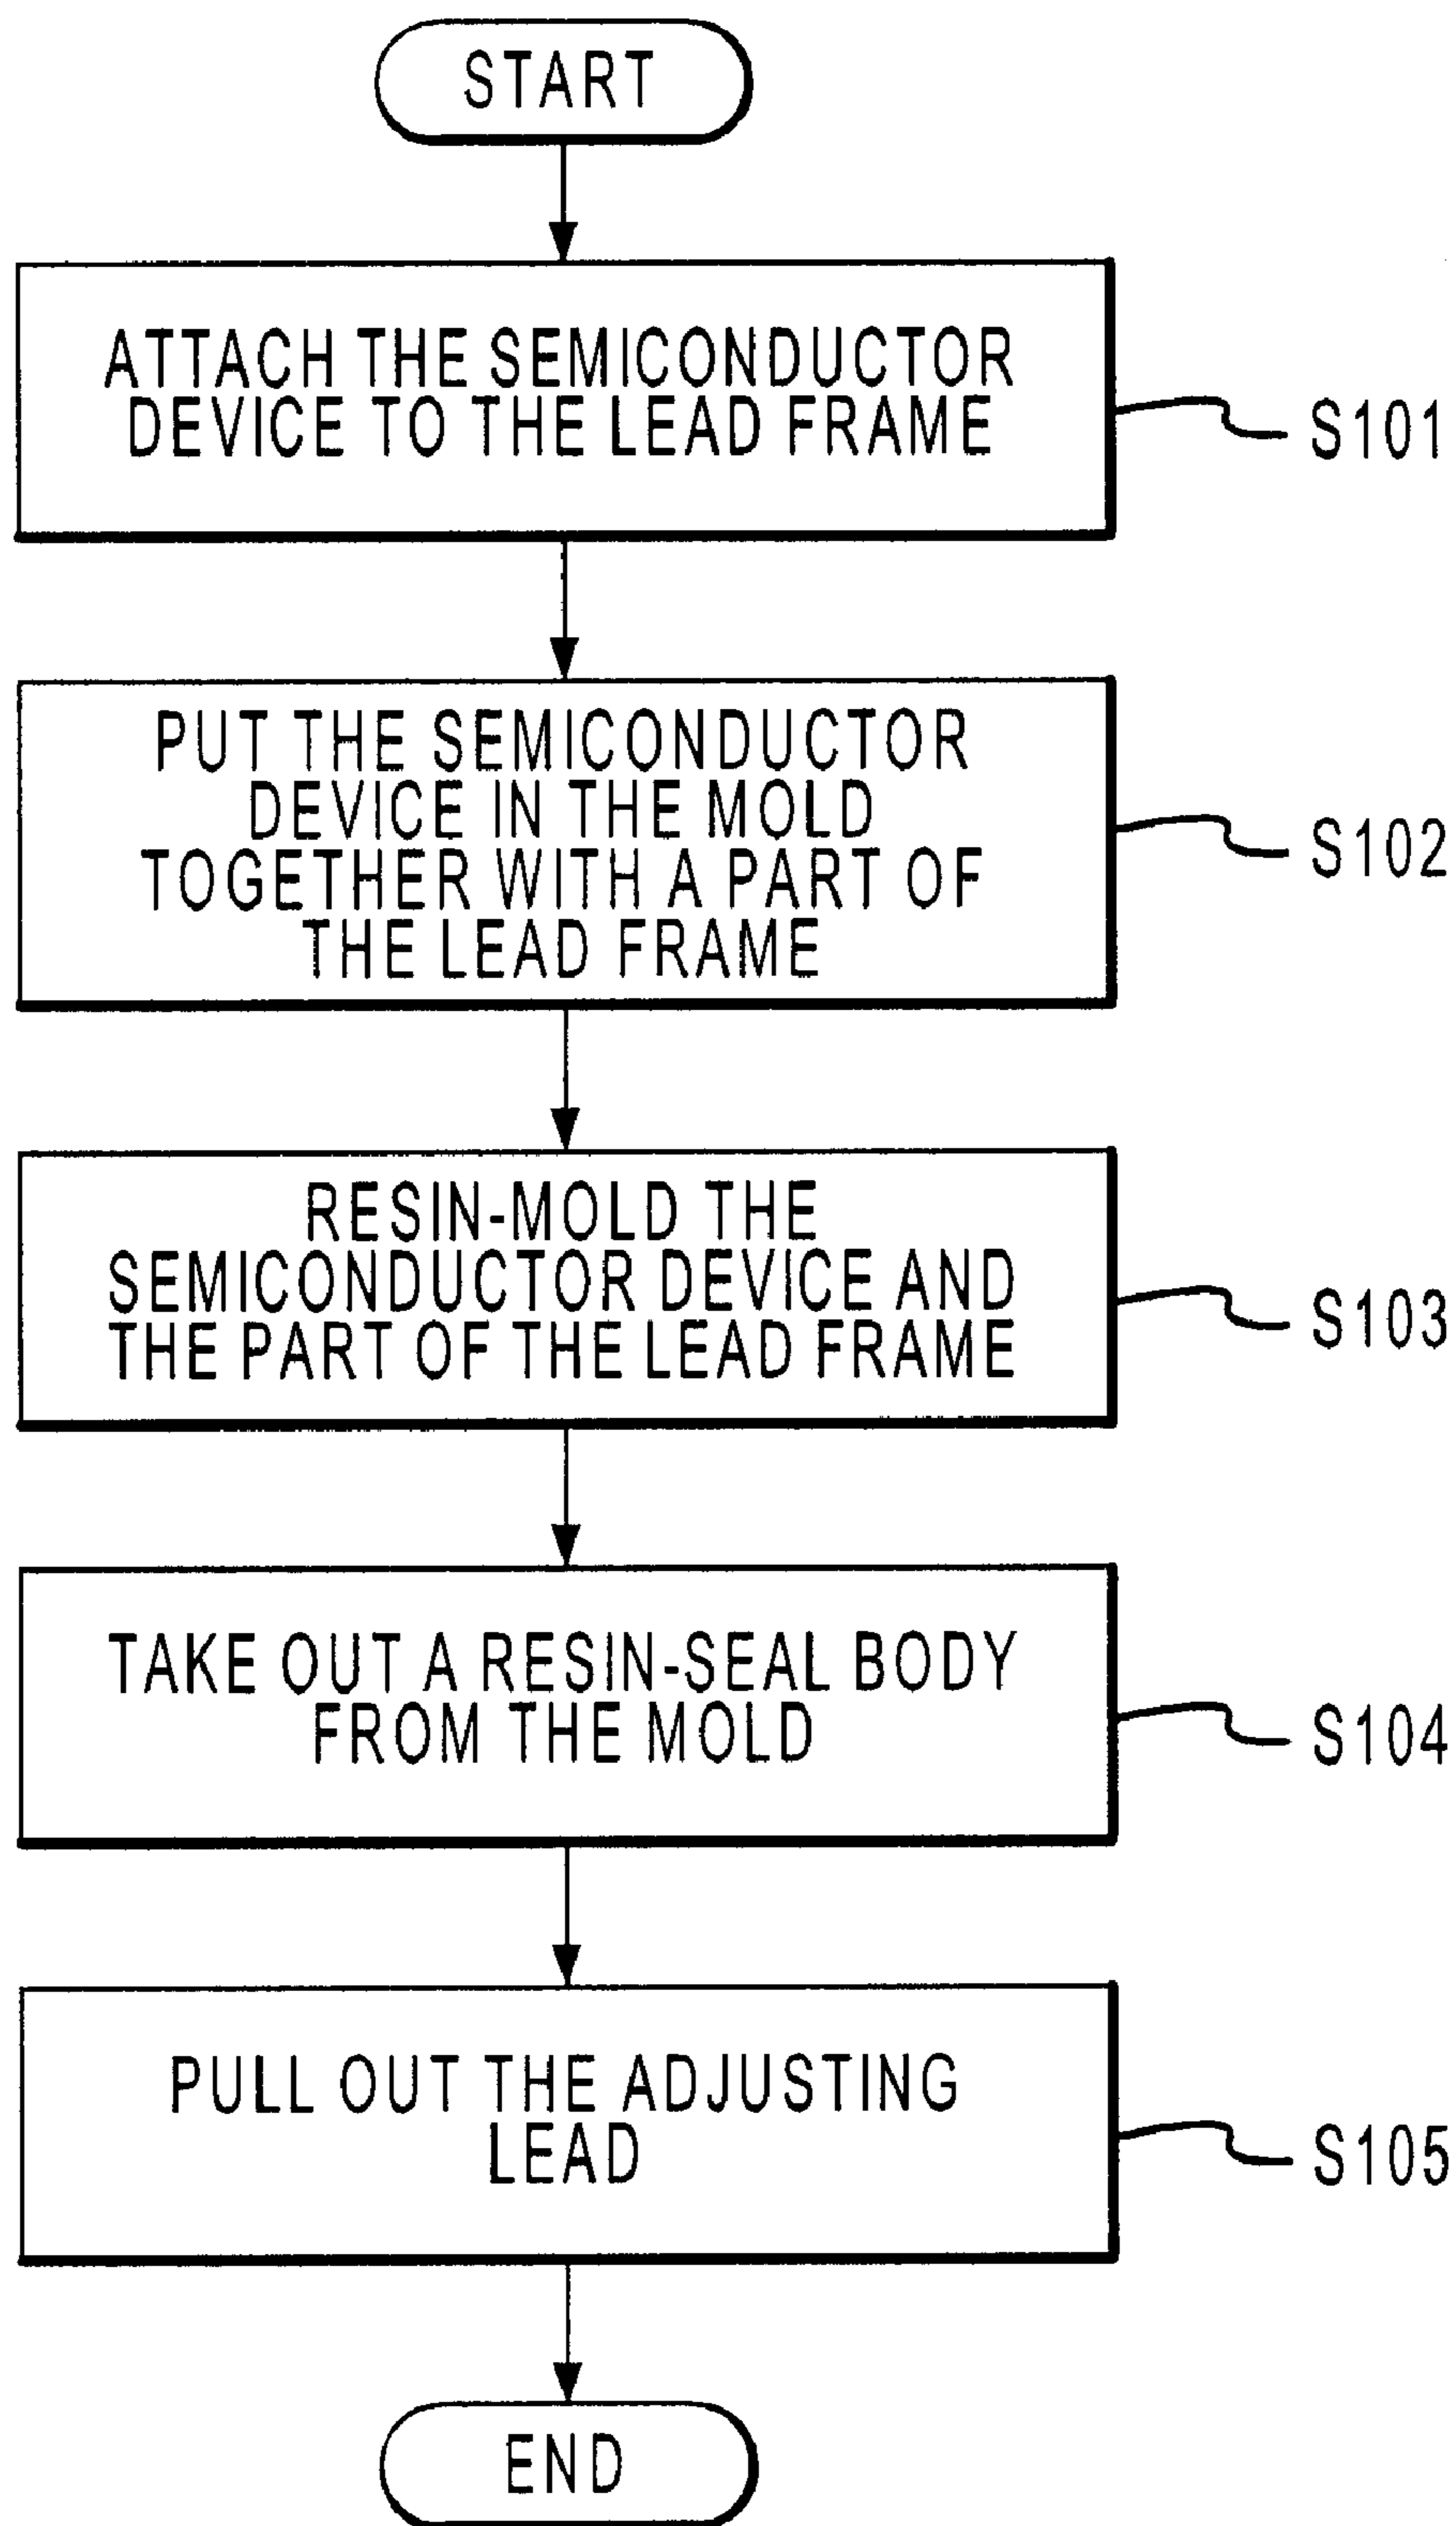 START
ATTACH THE SEMICONDUCTOR
DEVICE TO THE LEAD FRAME
S101
PUT THE SEMICONDUCTOR
DEVICE IN THE MOLD
TOGETHER WITH A PART OF
THE LEAD FRAME
S102
RESIN-MOLD THE
SEMICONDUCTOR DEVICE AND
THE PART OF THE LEAD FRAME
S103
TAKE OUT A RESIN-SEAL BODY
FROM THE MOLD
S104
PULL OUT THE ADJUSTING
LEAD
S105
END